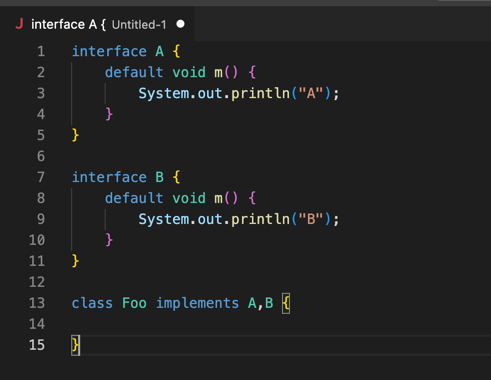 J interface A { Untitled-1 ●
1 interface A {
2     default void m() {
3         System.out.println("A");
4     }
5 }
6
7 interface B {
8     default void m() {
9         System.out.println("B");
10     }
11 }
12
13 class Foo implements A,B {
14
15 }